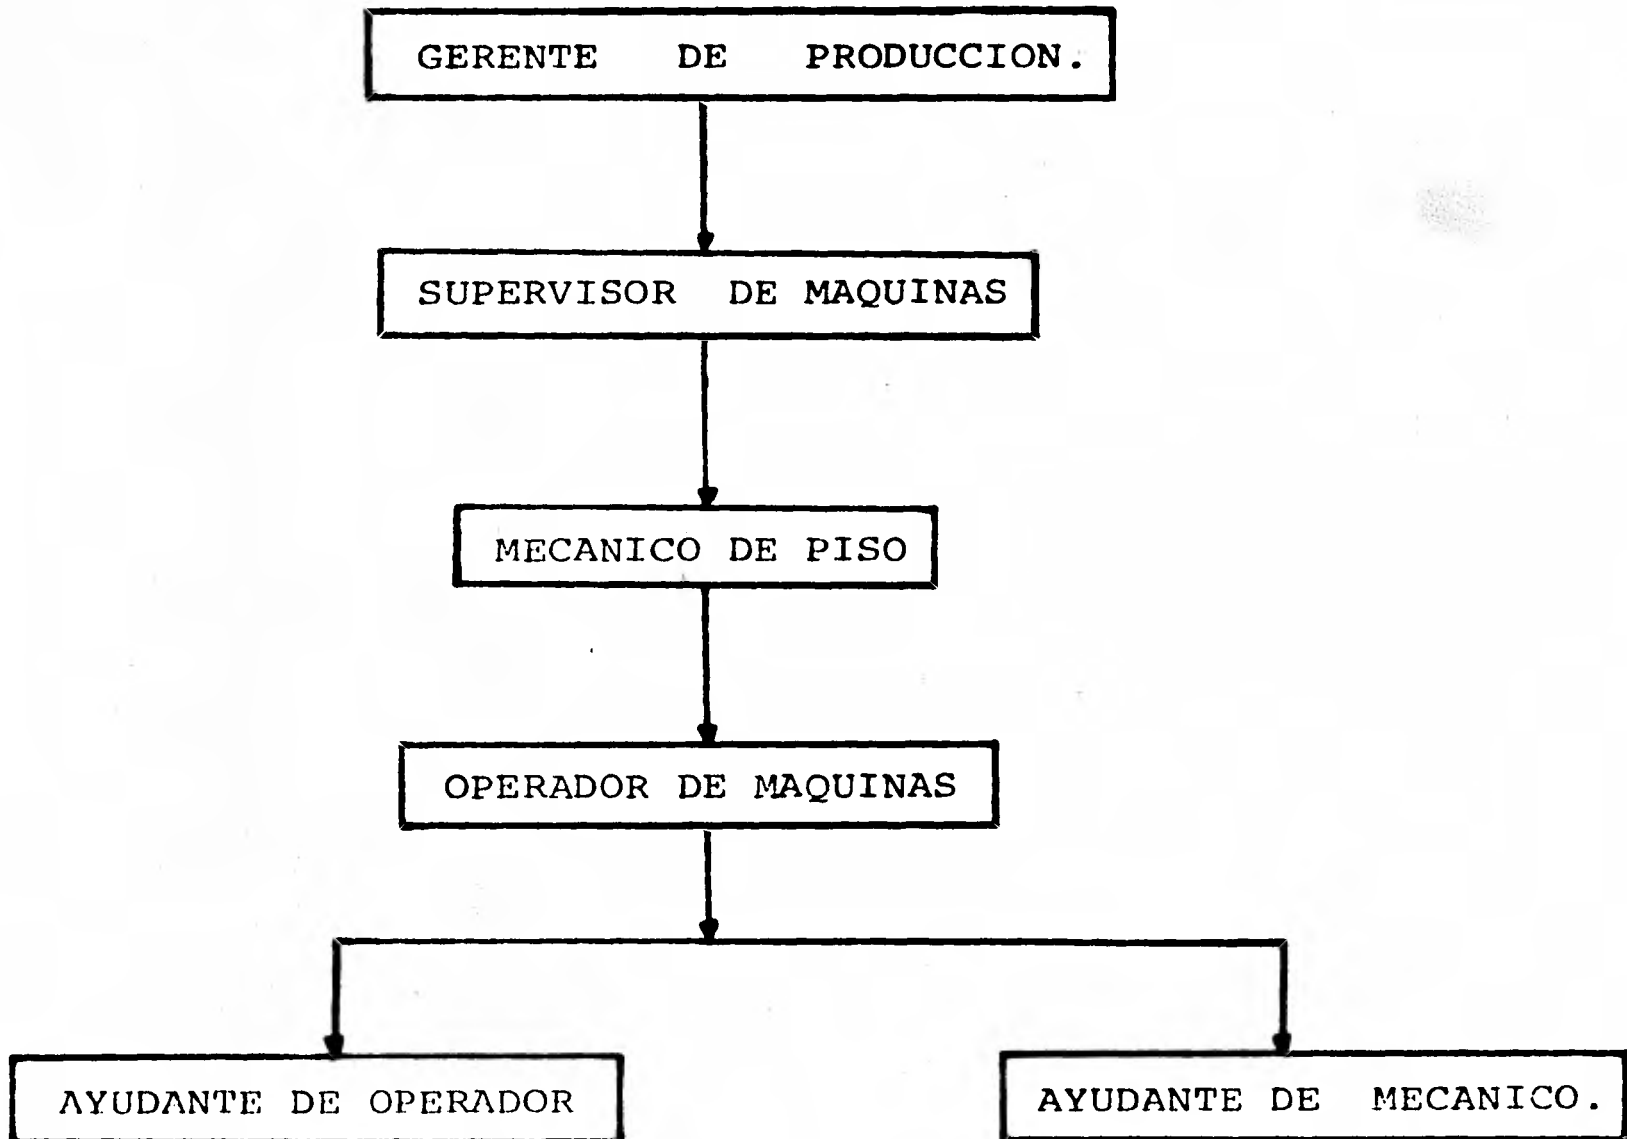 GERENTE DE PRODUCCION.
SUPERVISOR DE MAQUINAS
MECANICO DE PISO
OPERADOR DE MAQUINAS
AYUDANTE DE OPERADOR
AYUDANTE DE MECANICO.